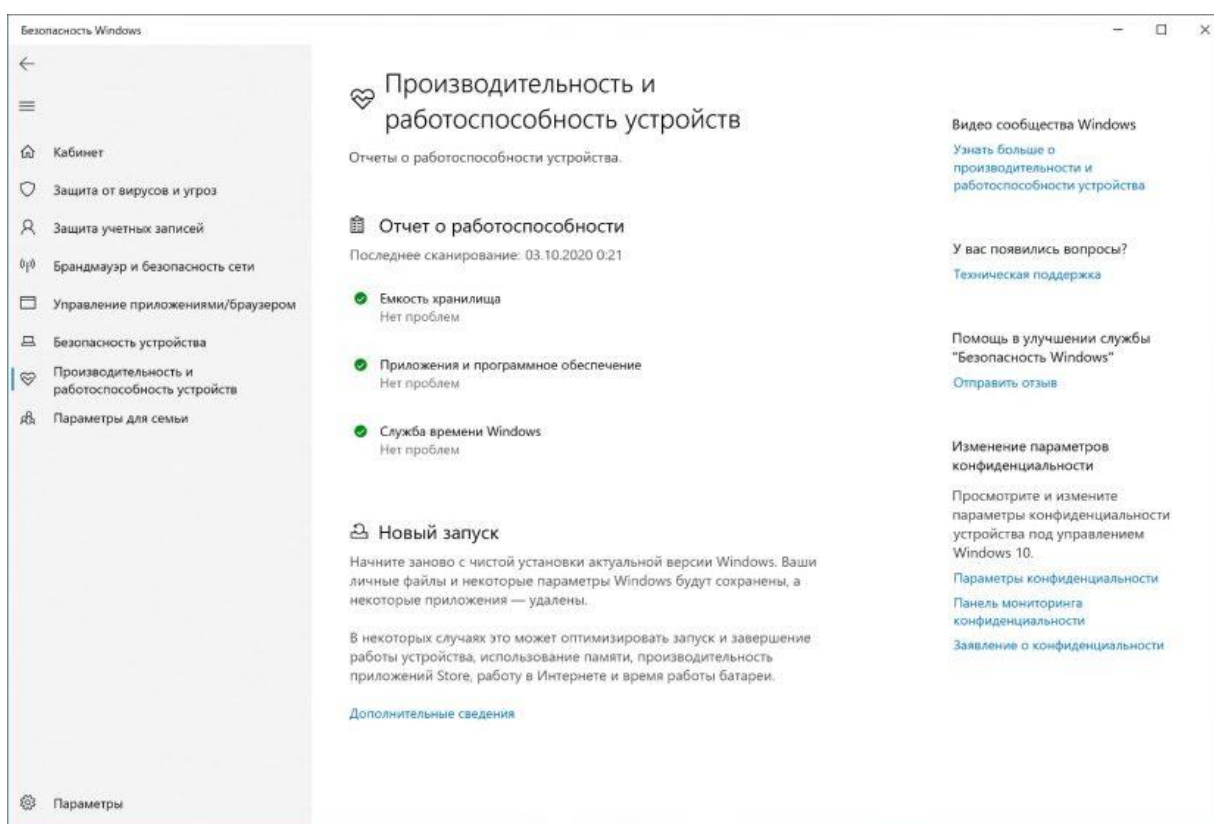 Безопасность Windows
Кабинет
Защита от вирусов и угроз
Защита учетных записей
Брандмауэр и безопасность сети
Управление приложениями/браузером
Безопасность устройства
Производительность и
работоспособность устройств
Параметры для семьи
Параметры
Производительность и
работоспособность устройств
Отчеты о работоспособности устройства.
Отчет о работоспособности
Последнее сканирование: 03.10.2020 0:21
Емкость хранилища
Нет проблем
Приложения и программное обеспечение
Нет проблем
Служба времени Windows
Нет проблем
Новый запуск
Начните заново с чистой установки актуальной версии Windows. Ваши
личные файлы и некоторые параметры Windows будут сохранены, а
некоторые приложения — удалены.
В некоторых случаях это может оптимизировать запуск и завершение
работы устройства, использование памяти, производительность
приложений Store, работу в Интернете и время работы батареи.
Дополнительные сведения
Видео сообщества Windows
Узнать больше о
производительности и
работоспособности устройства
У вас появились вопросы?
Техническая поддержка
Помощь в улучшении службы
"Безопасность Windows"
Отправить отзыв
Изменение параметров
конфиденциальности
Просмотрите и измените
параметры конфиденциальности
устройства под управлением
Windows 10.
Параметры конфиденциальности
Панель мониторинга
конфиденциальности
Заявление о конфиденциальности